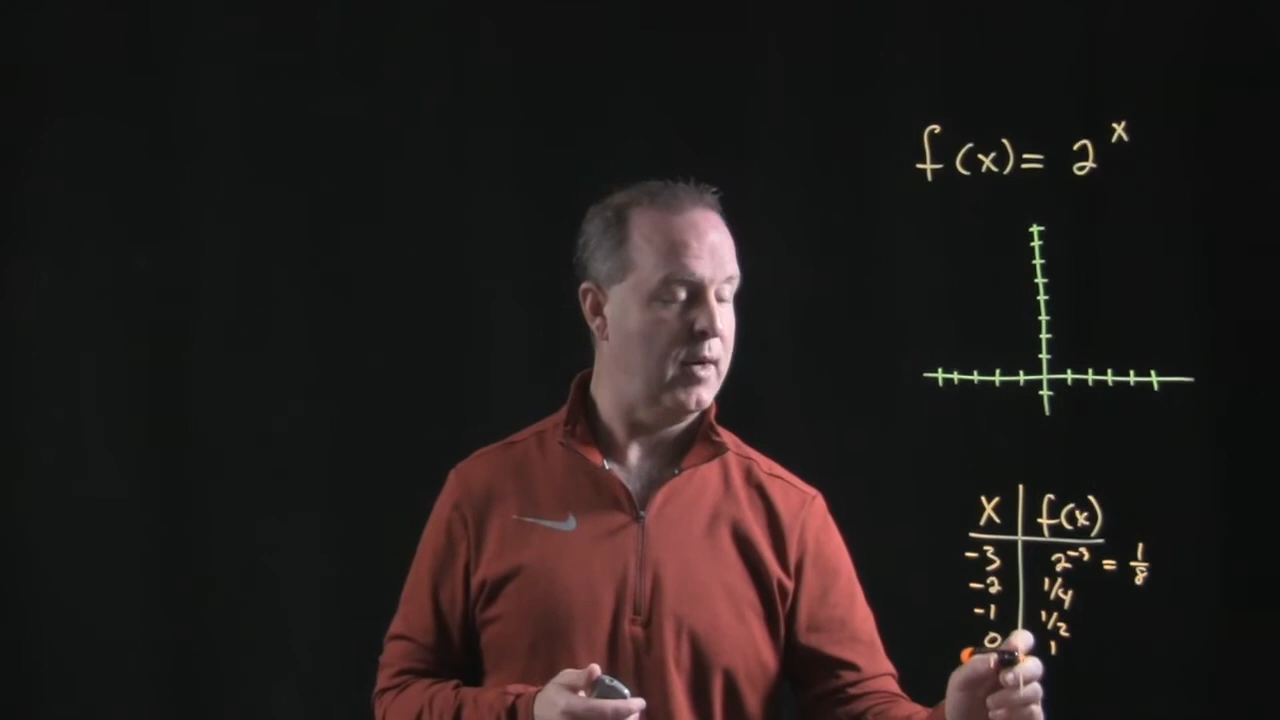 f(x) = 2^x
x | f(x)
-3 | 2^-3 = 1/8
-2 | 1/4
-1 | 1/2
0 | 1